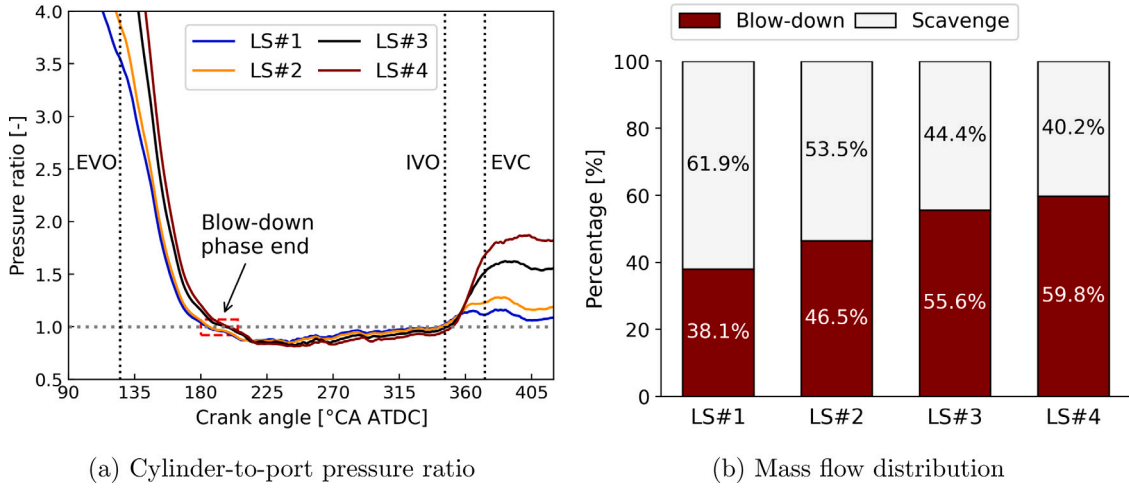 LS#1
LS#3
LS#2
LS#4
4.0
3.5
3.0
2.5
2.0
1.5
1.0
0.5
Pressure ratio [-]
EVO
IVO
EVC
Blow-down
phase end
90
135
180
225
270
315
360
405
Crank angle [°CA ATDC]
(a) Cylinder-to-port pressure ratio
Blow-down
Scavenge
100
80
60
40
20
0
Percentage [%]
61.9%
53.5%
44.4%
40.2%
38.1%
46.5%
55.6%
59.8%
LS#1
LS#2
LS#3
LS#4
(b) Mass flow distribution